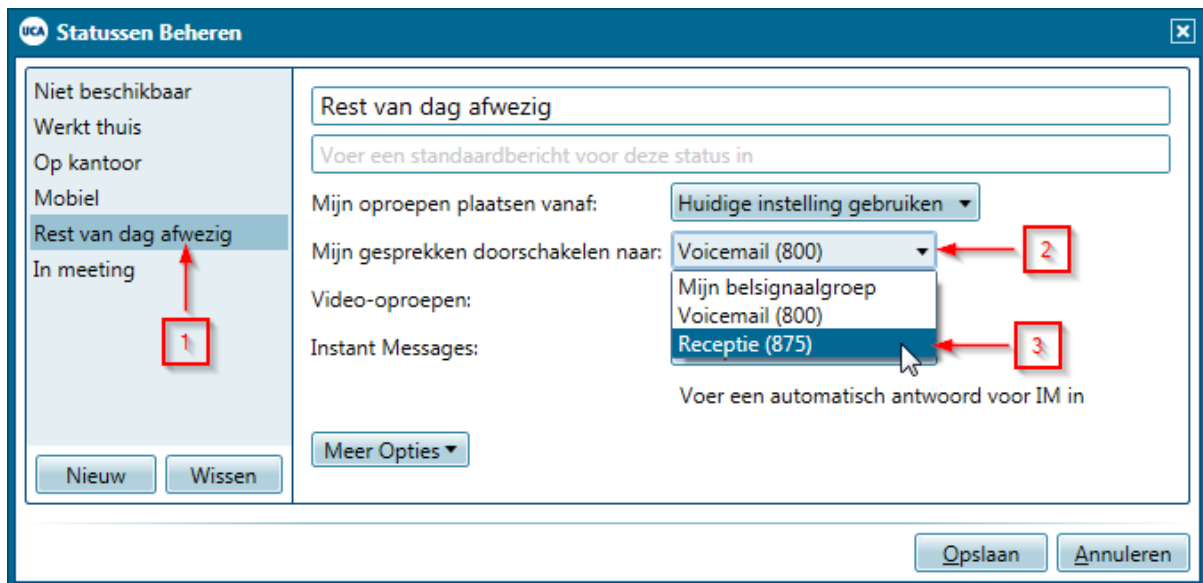 UCA Statussen Beheren
Niet beschikbaar
Werkt thuis
Op kantoor
Mobiel
Rest van dag afwezig
In meeting
1
Nieuw Wissen
Rest van dag afwezig
Voer een standaardbericht voor deze status in
Mijn oproepen plaatsen vanaf: Huidige instelling gebruiken
Mijn gesprekken doorschakelen naar: Voicemail (800) 2
Mijn belsignaalgroep
Video-oproepen:
Voicemail (800)
Instant Messages: Receptie (875) 3
Voer een automatisch antwoord voor IM in
Meer Opties
Opslaan Annuleren